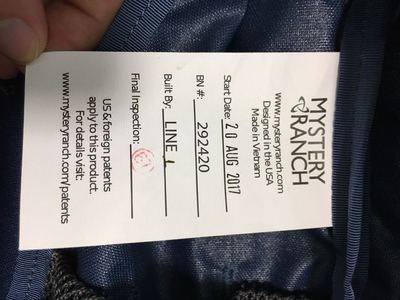 MYSTERY
RANCH
www.mysteryranch.com
Designed in the USA
Made in Vietnam
Start Date: 20 AUG 2017
BN #: 292420
Built By: LINE 1
Final Inspection:
US & foreign patents
apply to this product.
For details visit:
www.mysteryranch.com/patents